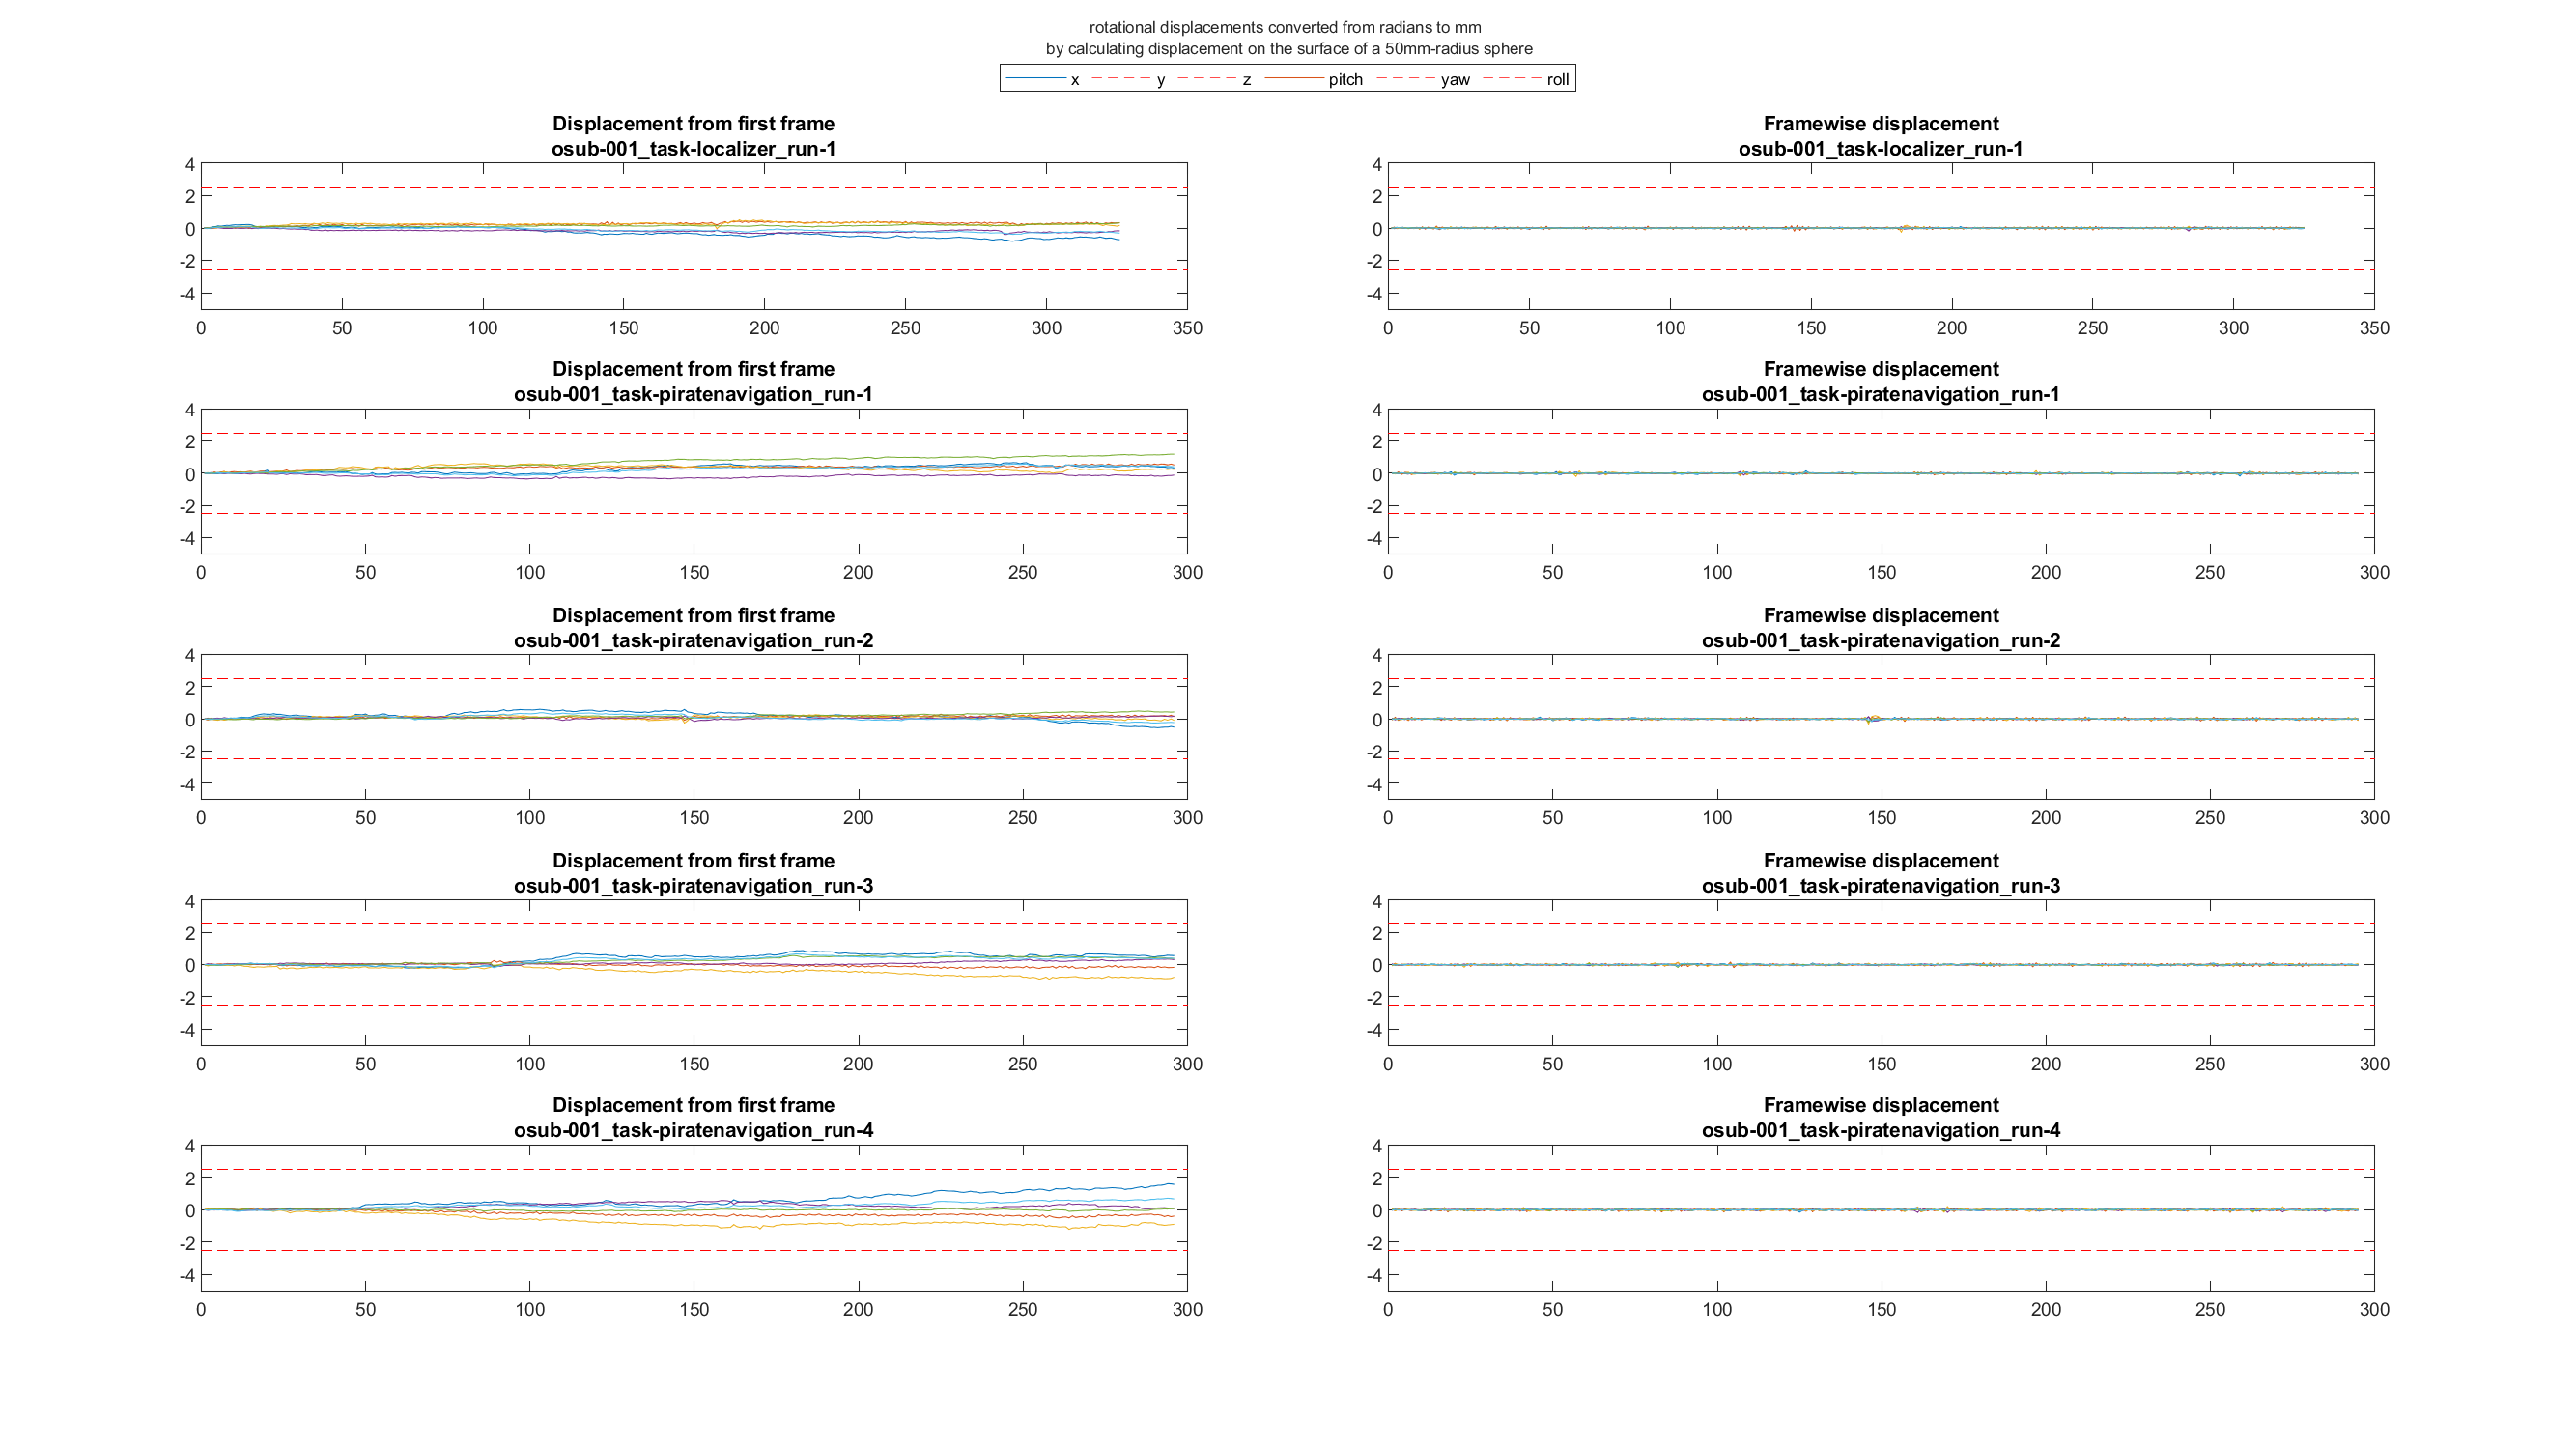 rotational displacements converted from radians to mm
by calculating displacement on the surface of a 50mm-radius sphere
x y z pitch yaw roll
Displacement from first frame
osub-001_task-localizer_run-1
4
2
0
-2
-4
0 50 100 150 200 250 300 350
Framewise displacement
osub-001_task-localizer_run-1
4
2
0
-2
-4
0 50 100 150 200 250 300 350
Displacement from first frame
osub-001_task-piratenavigation_run-1
4
2
0
-2
-4
0 50 100 150 200 250 300
Framewise displacement
osub-001_task-piratenavigation_run-1
4
2
0
-2
-4
0 50 100 150 200 250 300
Displacement from first frame
osub-001_task-piratenavigation_run-2
4
2
0
-2
-4
0 50 100 150 200 250 300
Framewise displacement
osub-001_task-piratenavigation_run-2
4
2
0
-2
-4
0 50 100 150 200 250 300
Displacement from first frame
osub-001_task-piratenavigation_run-3
4
2
0
-2
-4
0 50 100 150 200 250 300
Framewise displacement
osub-001_task-piratenavigation_run-3
4
2
0
-2
-4
0 50 100 150 200 250 300
Displacement from first frame
osub-001_task-piratenavigation_run-4
4
2
0
-2
-4
0 50 100 150 200 250 300
Framewise displacement
osub-001_task-piratenavigation_run-4
4
2
0
-2
-4
0 50 100 150 200 250 300